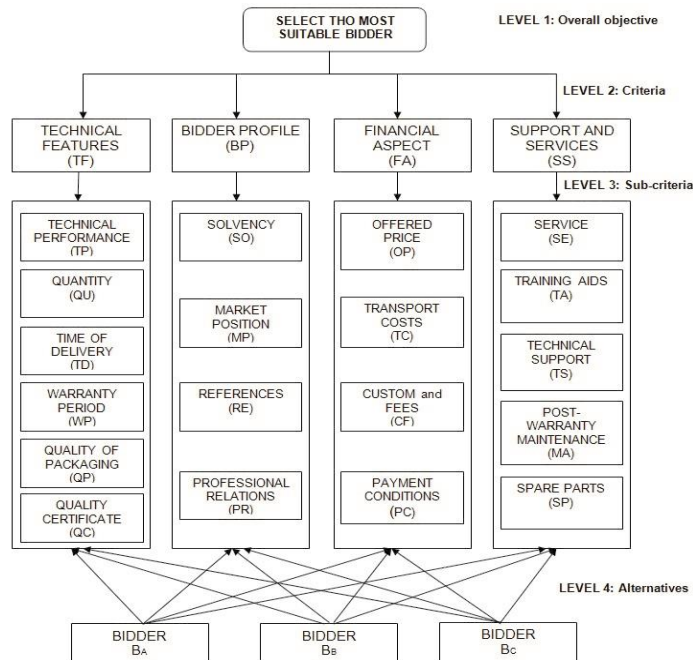 SELECT THO MOST
SUITABLE BIDDER
LEVEL 1: Overall objective
LEVEL 2: Criteria
TECHNICAL
FEATURES
(TF)
BIDDER PROFILE
(BP)
FINANCIAL
ASPECT
(FA)
SUPPORT AND
SERVICES
(SS)
LEVEL 3: Sub-criteria
TECHNICAL
PERFORMANCE
(TP)
QUANTITY
(QU)
TIME OF
DELIVERY
(TD)
WARRANTY
PERIOD
(WP)
QUALITY OF
PACKAGING
(QP)
QUALITY
CERTIFICATE
(QC)
SOLVENCY
(SO)
MARKET
POSITION
(MP)
REFERENCES
(RE)
PROFESSIONAL
RELATIONS
(PR)
OFFERED
PRICE
(OP)
TRANSPORT
COSTS
(TC)
CUSTOM and
FEES
(CF)
PAYMENT
CONDITIONS
(PC)
SERVICE
(SE)
TRAINING AIDS
(TA)
TECHNICAL
SUPPORT
(TS)
POST-
WARRANTY
MAINTENANCE
(MA)
SPARE PARTS
(SP)
LEVEL 4: Alternatives
BIDDER
BA
BIDDER
BB
BIDDER
BC